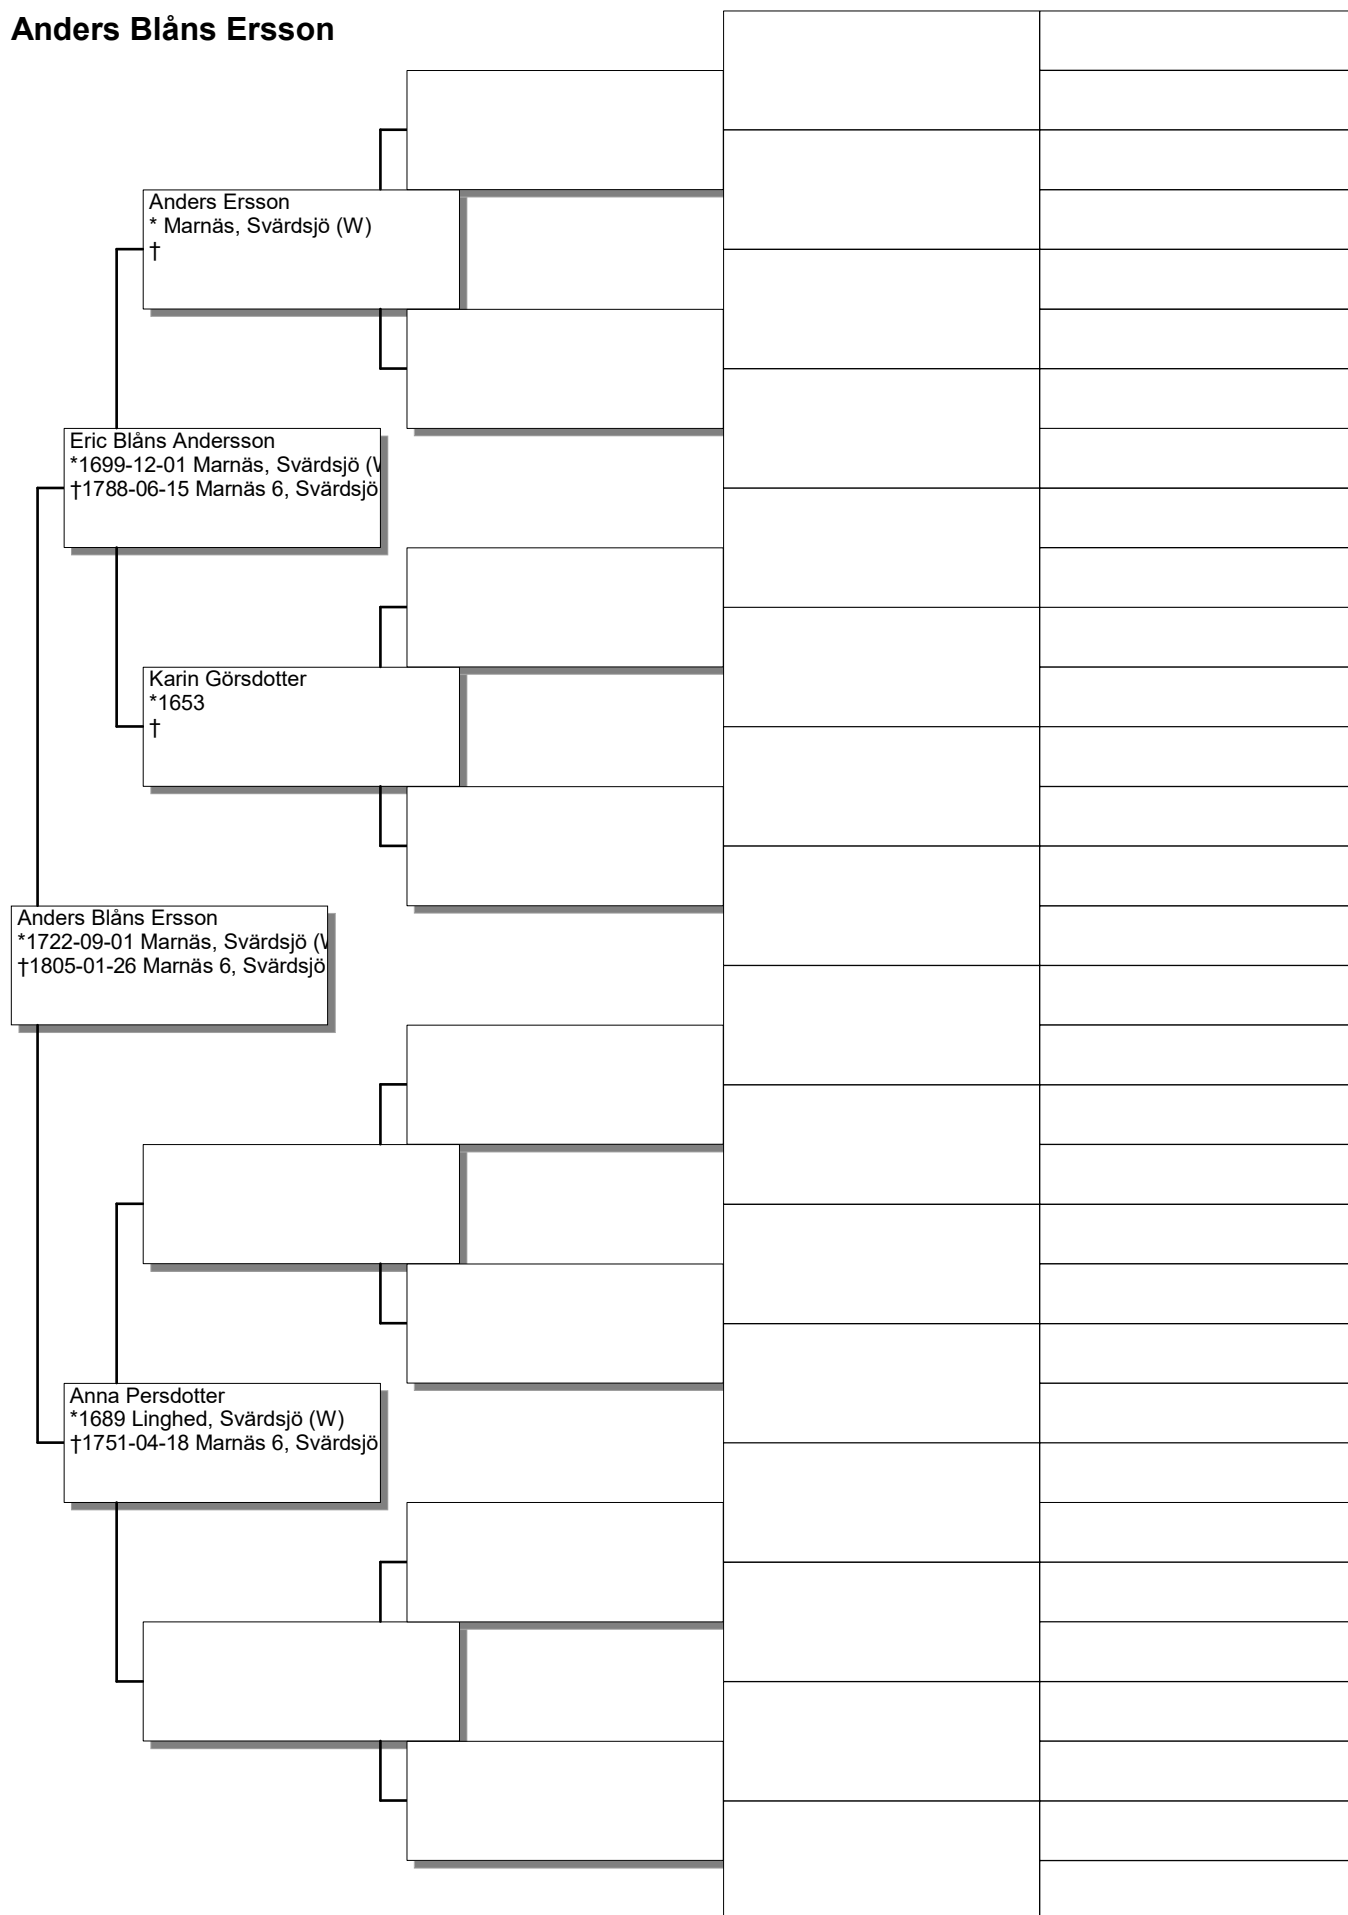 Anders Blåns Ersson
Anders Ersson
* Marnäs, Svärdsjö (W)
†
Eric Blåns Andersson
*1699-12-01 Marnäs, Svärdsjö (
†1788-06-15 Marnäs 6, Svärdsjö
Karin Görsdotter
*1653
†
Anders Blåns Ersson
*1722-09-01 Marnäs, Svärdsjö (
†1805-01-26 Marnäs 6, Svärdsjö
Anna Persdotter
*1689 Linghed, Svärdsjö (W)
†1751-04-18 Marnäs 6, Svärdsjö